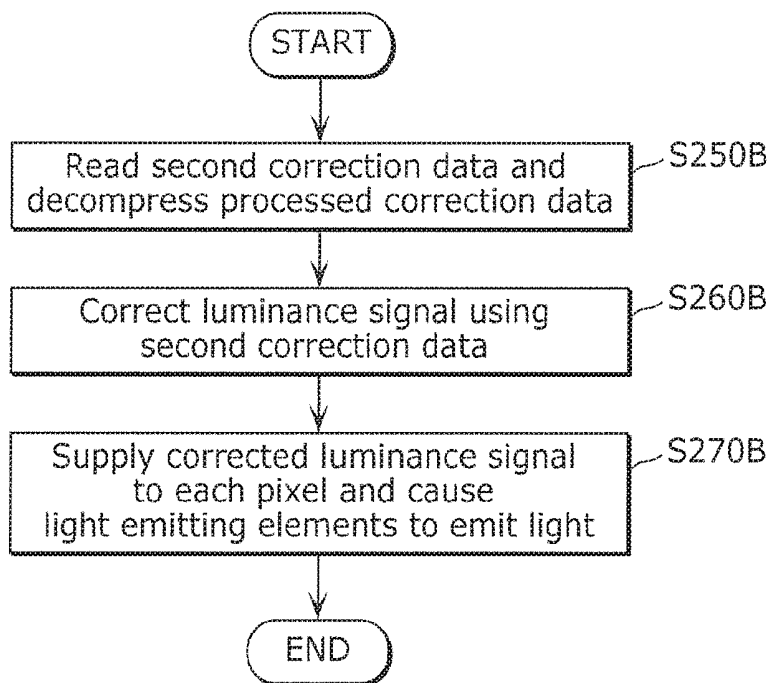 START
Read second correction data and
decompress processed correction data
S250B
Correct luminance signal using
second correction data
S260B
Supply corrected luminance signal
to each pixel and cause
light emitting elements to emit light
S270B
END